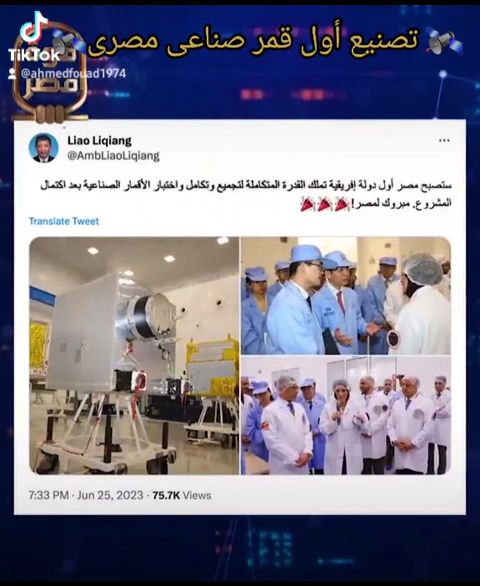 تصنيع أول قمر صناعى مصرى
TikTok
@ahmedfouad1974
مصر
Liao Liqiang
@AmbLiaoLiqiang
ستصبح مصر أول دولة إفريقية تملك القدرة المتكاملة لتجميع وتكامل واختبار الأقمار الصناعية بعد اكتمال
المشروع. مبروك لمصر!
Translate Tweet
7:33 PM · Jun 25, 2023 · 75.7K Views